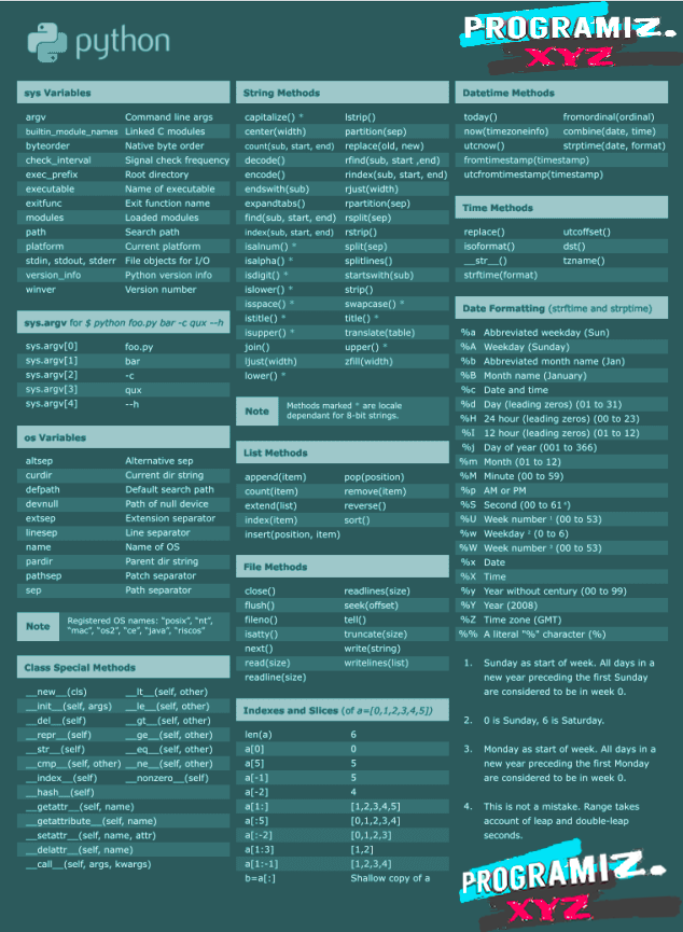 python
PROGRAMIZ.
XYZ
sys Variables
argv Command line args
builtin_module_names Linked C modules
byteorder Native byte order
check_interval Signal check frequency
exec_prefix Root directory
executable Name of executable
exitfunc Exit function name
modules Loaded modules
path Search path
platform Current platform
stdin, stdout, stderr File objects for I/O
version_info Python version info
winver Version number
sys.argv for $ python foo.py bar -c qux --h
sys.argv[0] foo.py
sys.argv[1] bar
sys.argv[2] -c
sys.argv[3] qux
sys.argv[4] --h
os Variables
altsep Alternative sep
curdir Current dir string
defpath Default search path
devnull Path of null device
extsep Extension separator
linesep Line separator
name Name of OS
pardir Parent dir string
pathsep Patch separator
sep Path separator
Note Registered OS names: "posix", "nt",
"mac", "os2", "ce", "java", "riscos"
Class Special Methods
__new__(cls) __lt__(self, other)
__init__(self, args) __le__(self, other)
__del__(self) __gt__(self, other)
__repr__(self) __ge__(self, other)
__str__(self) __eq__(self, other)
__cmp__(self, other) __ne__(self, other)
__index__(self) __nonzero__(self)
__hash__(self)
__getattr__(self, name)
__getattribute__(self, name)
__setattr__(self, name, attr)
__delattr__(self, name)
__call__(self, args, kwargs)
String Methods
capitalize() * lstrip()
center(width) partition(sep)
count(sub, start, end) replace(old, new)
decode() rfind(sub, start ,end)
encode() rindex(sub, start, end)
endswith(sub) rjust(width)
expandtabs() rpartition(sep)
find(sub, start, end) rsplit(sep)
index(sub, start, end) rstrip()
isalnum() * split(sep)
isalpha() * splitlines()
isdigit() * startswith(sub)
islower() * strip()
isspace() * swapcase() *
istitle() * title() *
isupper() * translate(table)
join() upper() *
ljust(width) zfill(width)
lower() *
Note Methods marked * are locale
dependant for 8-bit strings.
List Methods
append(item) pop(position)
count(item) remove(item)
extend(list) reverse()
index(item) sort()
insert(position, item)
File Methods
close() readlines(size)
flush() seek(offset)
fileno() tell()
isatty() truncate(size)
next() write(string)
read(size) writelines(list)
readline(size)
Indexes and Slices (of a=[0,1,2,3,4,5])
len(a) 6
a[0] 0
a[5] 5
a[-1] 5
a[-2] 4
a[1:] [1,2,3,4,5]
a[:5] [0,1,2,3,4]
a[:-2] [0,1,2,3]
a[1:3] [1,2]
a[1:-1] [1,2,3,4]
b=a[:] Shallow copy of a
Datetime Methods
today() fromordinal(ordinal)
now(timezoneinfo) combine(date, time)
utcnow() strptime(date, format)
fromtimestamp(timestamp)
utcfromtimestamp(timestamp)
Time Methods
replace() utcoffset()
isoformat() dst()
__str__() tzname()
strftime(format)
Date Formatting (strftime and strptime)
%a Abbreviated weekday (Sun)
%A Weekday (Sunday)
%b Abbreviated month name (Jan)
%B Month name (January)
%c Date and time
%d Day (leading zeros) (01 to 31)
%H 24 hour (leading zeros) (00 to 23)
%I 12 hour (leading zeros) (01 to 12)
%j Day of year (001 to 366)
%m Month (01 to 12)
%M Minute (00 to 59)
%p AM or PM
%S Second (00 to 61⁴)
%U Week number ¹ (00 to 53)
%w Weekday ² (0 to 6)
%W Week number ³ (00 to 53)
%x Date
%X Time
%y Year without century (00 to 99)
%Y Year (2008)
%Z Time zone (GMT)
%% A literal "%" character (%)
1. Sunday as start of week. All days in a
new year preceding the first Sunday
are considered to be in week 0.
2. 0 is Sunday, 6 is Saturday.
3. Monday as start of week. All days in a
new year preceding the first Monday
are considered to be in week 0.
4. This is not a mistake. Range takes
account of leap and double-leap
seconds.
PROGRAMIZ.
XYZ